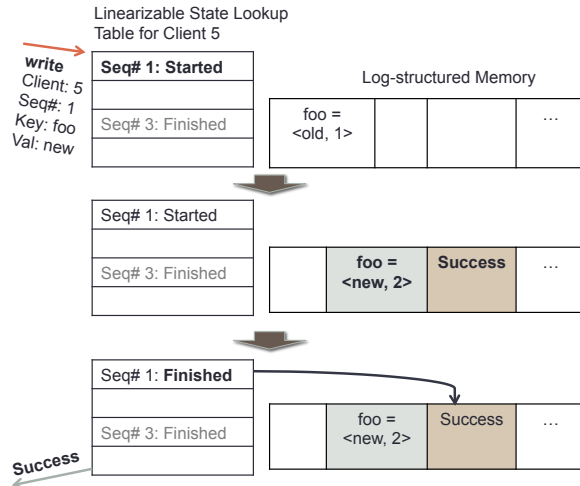 Linearizable State Lookup
Table for Client 5
write
Client: 5
Seq#: 1
Key: foo
Val: new
Seq# 1: Started
Seq# 3: Finished
Log-structured Memory
foo =
<old, 1>
…
Seq# 1: Started
Seq# 3: Finished
foo =
<new, 2>
Success
…
Seq# 1: Finished
Seq# 3: Finished
foo =
<new, 2>
Success
…
Success